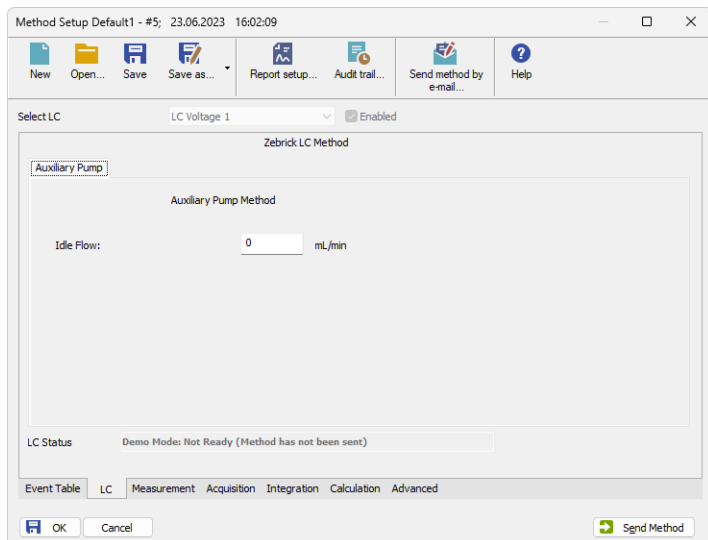 Method Setup Default1 - #5;  23.06.2023  16:02:09
New Open... Save Save as... Report setup... Audit trail... Send method by e-mail... Help
Select LC LC Voltage 1 Enabled
Zebrick LC Method
Auxiliary Pump
Auxiliary Pump Method
Idle Flow: 0 mL/min
LC Status Demo Mode: Not Ready (Method has not been sent)
Event Table LC Measurement Acquisition Integration Calculation Advanced
OK Cancel Send Method